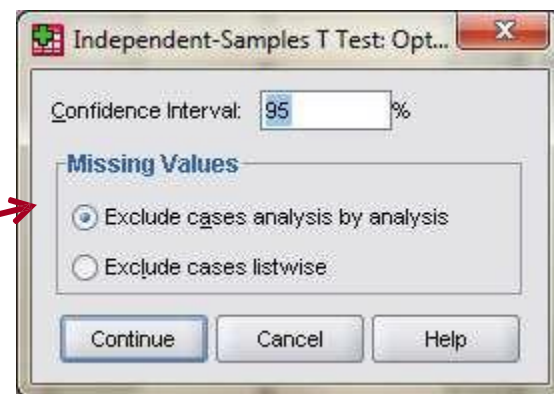 Independent-Samples T Test: Opt...
Confidence Interval: 95 %
Missing Values
Exclude cases analysis by analysis
Exclude cases listwise
Continue Cancel Help